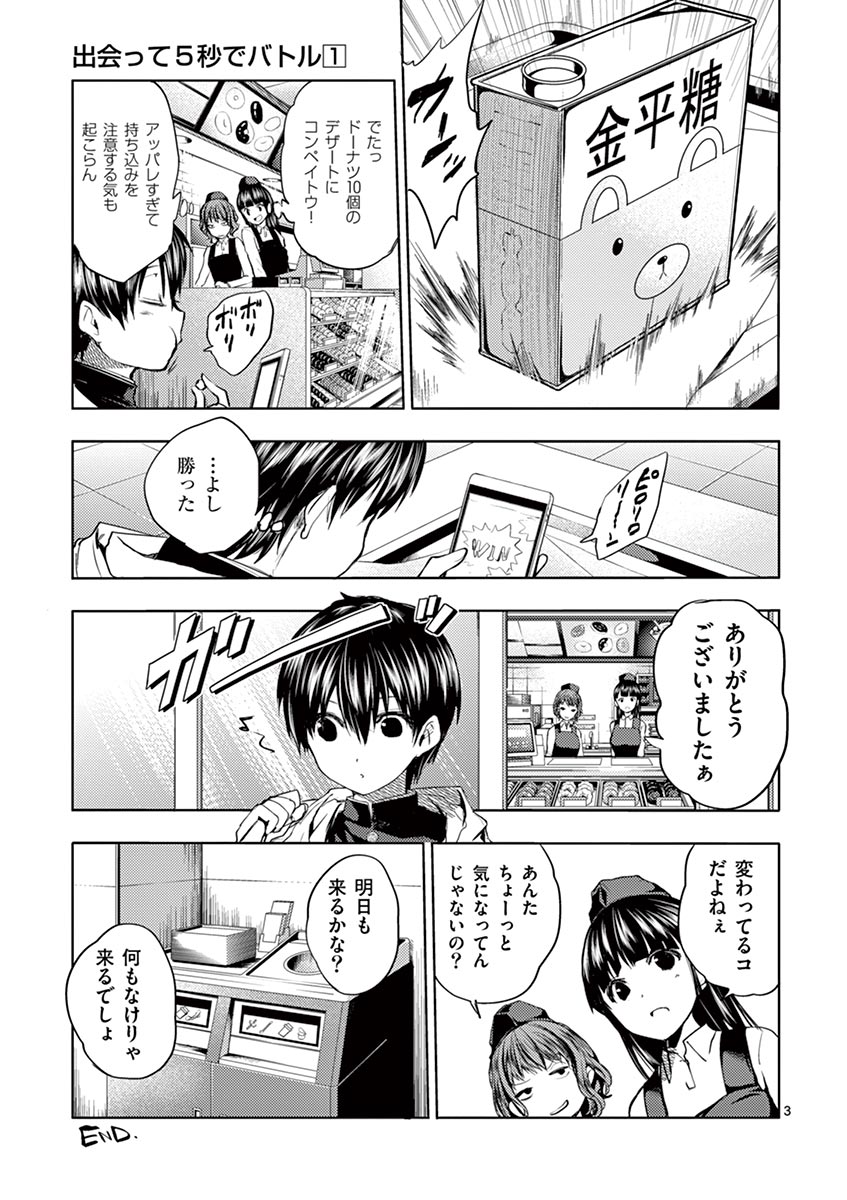 出会って5秒でバトル1
ガーン
金平糖
でたっ
ドーナツ10個の
デザートに
コンペイトウ！
アッパレすぎて
持ち込みを
注意する気も
起こらん
ボリ
ボリ
ピロリロ
リーン
WIN
…よし
勝った
ありがとう
ございましたぁ
ガーッ
変わってるコ
だよねぇ
あんた
ちょーっと
気になってん
じゃないの？
明日も
来るかな？
何もなけりゃ
来るでしょ
3
END.